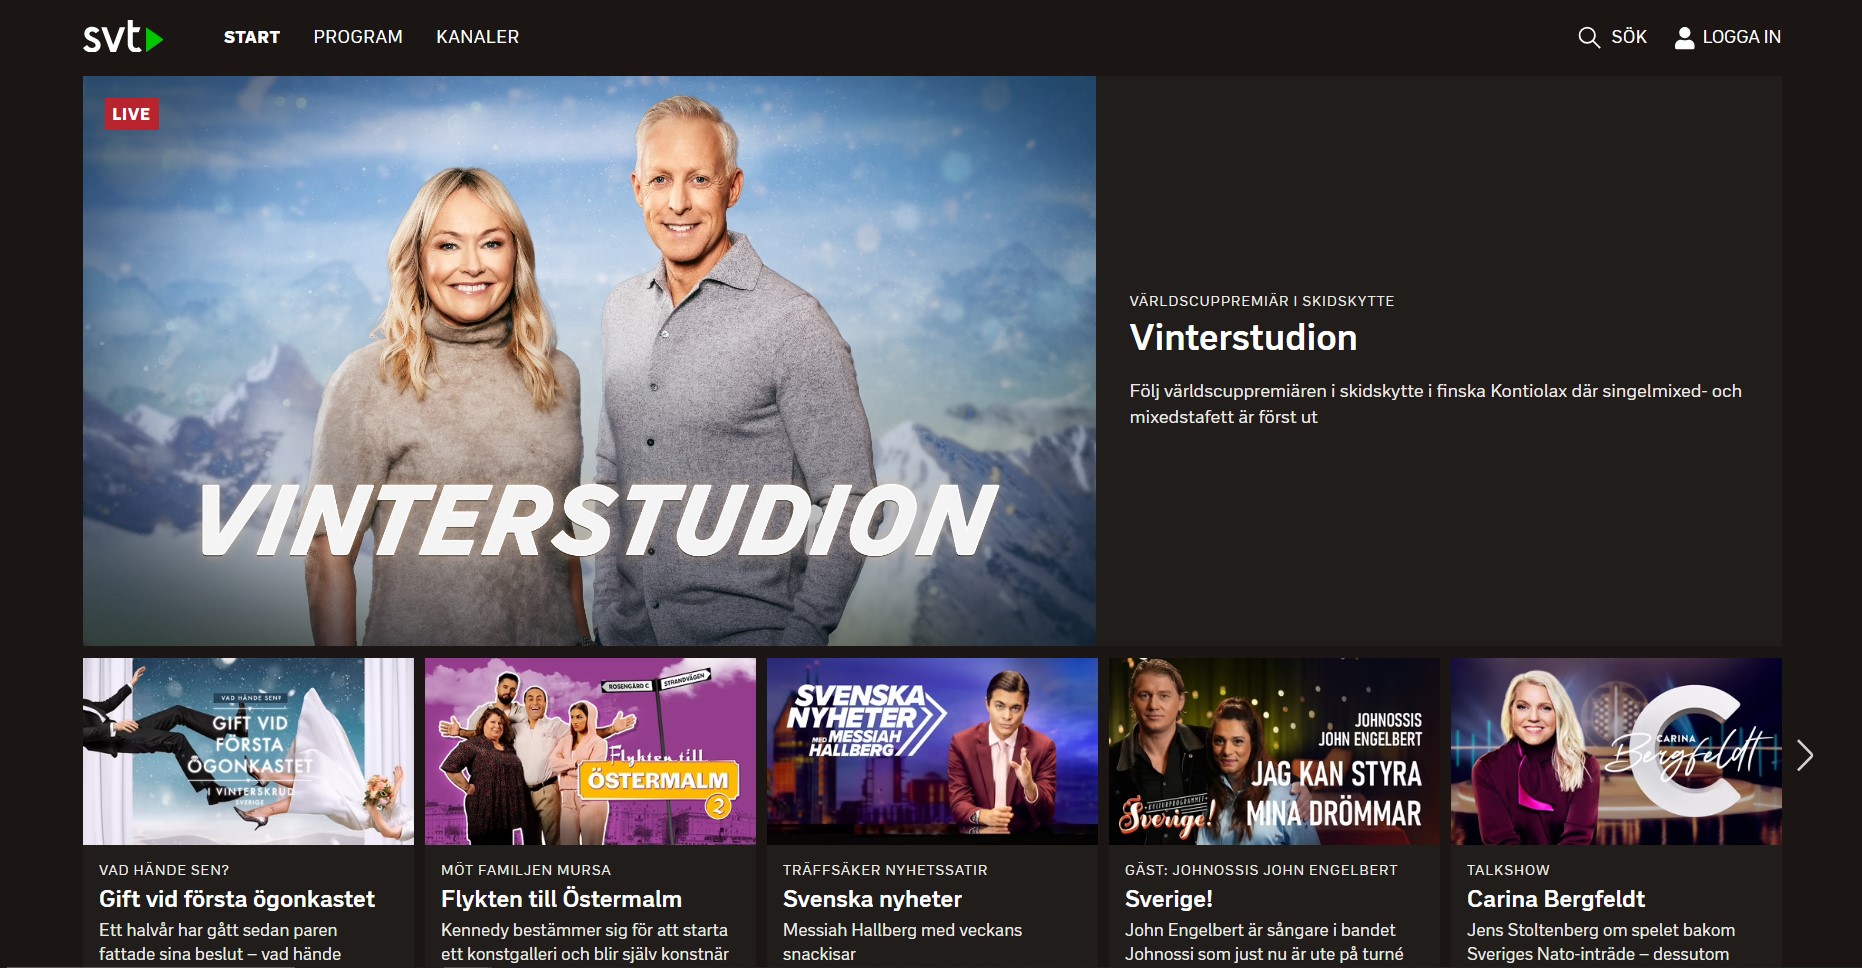 svt
START
PROGRAM
KANALER
SÖK
LOGGA IN
LIVE
VINTERSTUDION
VÄRLDSCUPPREMIÄR I SKIDSKYTTE
Vinterstudion
Följ världscuppremiären i skidskytte i finska Kontiolax där singelmixed- och
mixedstafett är först ut
VAD HÄNDE SEN?
GIFT VID
FÖRSTA
ÖGONKASTET
I VINTERSKRUD
SVERIGE
VAD HÄNDE SEN?
Gift vid första ögonkastet
Ett halvår har gått sedan paren
fattade sina beslut – vad hände
ROSENGÅRD C
STRANDVÄGEN
Flykten till
ÖSTERMALM
2
MÖT FAMILJEN MURSA
Flykten till Östermalm
Kennedy bestämmer sig för att starta
ett konstgalleri och blir själv konstnär
SVENSKA
NYHETER
MED MESSIAH
HALLBERG
TRÄFFSÄKER NYHETSSATIR
Svenska nyheter
Messiah Hallberg med veckans
snackisar
JOHNOSSIS
JOHN ENGELBERT
JAG KAN STYRA
MINA DRÖMMAR
KULTURPROGRAMMET
Sverige!
GÄST: JOHNOSSIS JOHN ENGELBERT
Sverige!
John Engelbert är sångare i bandet
Johnossi som just nu är ute på turné
C
CARINA
Bergfeldt
TALKSHOW
Carina Bergfeldt
Jens Stoltenberg om spelet bakom
Sveriges Nato-inträde – dessutom